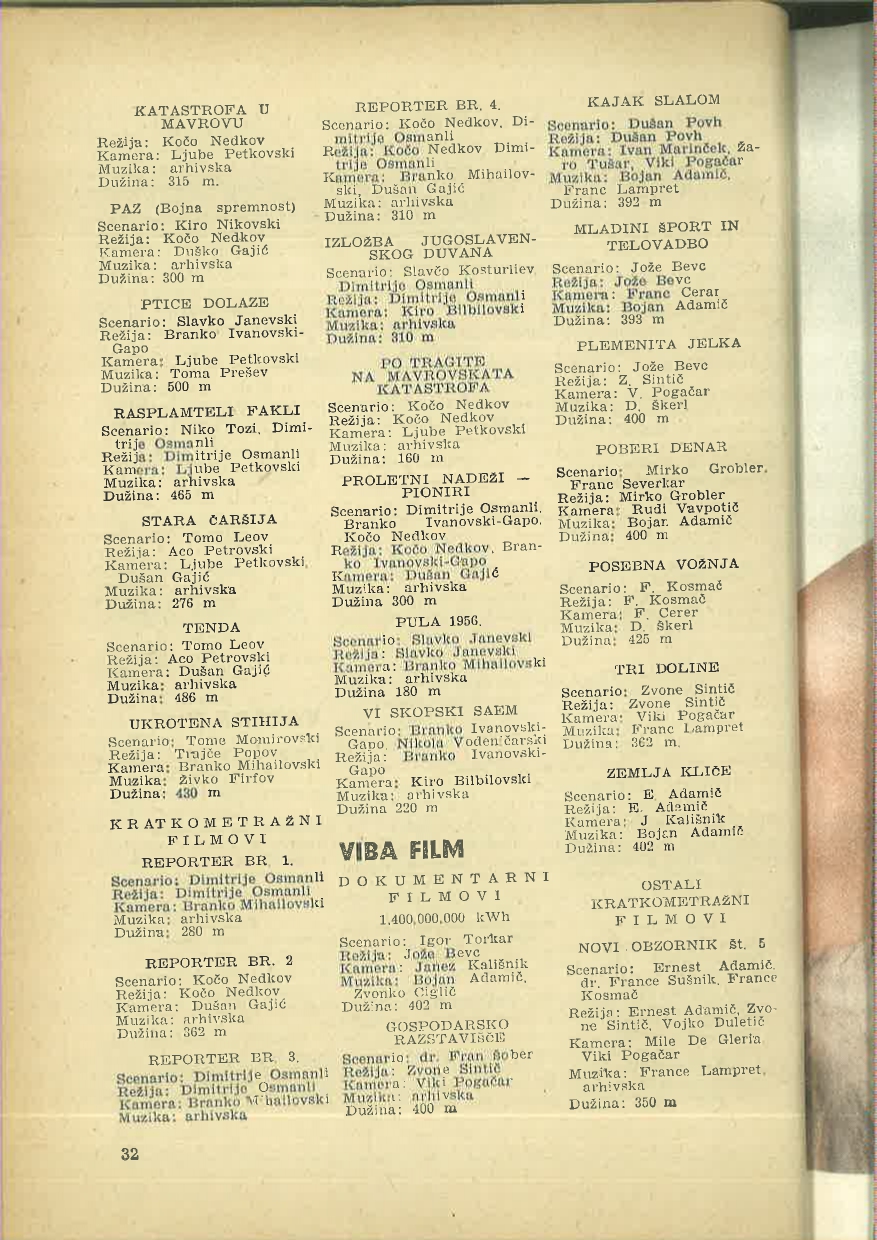 KATASTROFA U
MAVROVU
Režija: Kočo Nedkov
Kamera: Ljube Petkovski
Muzika: arhivska
Dužina: 315 m.
PAZ (Bojna spremnost)
Scenario: Kiro Nikovski
Režija: Kočo Nedkov
Kamera: Duško Gajić
Muzika: arhivska
Dužina: 300 m
PTICE DOLAZE
Scenario: Slavko Janevski
Režija: Branko Ivanovski-
Gapo
Kamera: Ljube Petkovski
Muzika: Toma Prešev
Dužina: 500 m
RASPLAMTELI FAKLI
Scenario: Niko Tozi, Dimi-
trije Osmanli
Režija: Dimitrije Osmanli
Kamera: Ljube Petkovski
Muzika: arhivska
Dužina: 465 m
STARA ČARŠIJA
Scenario: Tomo Leov
Režija: Aco Petrovski
Kamera: Ljube Petkovski,
Dušan Gajić
Muzika: arhivska
Dužina: 276 m
TENDA
Scenario: Tomo Leov
Režija: Aco Petrovski
Kamera: Dušan Gajić
Muzika: arhivska
Dužina: 486 m
UKROTENA STIHIJA
Scenario: Tome Momirovski
Režija: Trajče Popov
Kamera: Branko Mihailovski
Muzika: Živko Firfov
Dužina: 430 m
KRATKOMETRAŽNI
FILMOVI
REPORTER BR. 1.
Scenario: Dimitrije Osmanli
Režija: Dimitrije Osmanli
Kamera: Branko Mihailovski
Muzika: arhivska
Dužina: 280 m
REPORTER BR. 2
Scenario: Kočo Nedkov
Režija: Kočo Nedkov
Kamera: Dušan Gajić
Muzika: arhivska
Dužina: 362 m
REPORTER BR. 3.
Scenario: Dimitrije Osmanli
Režija: Dimitrije Osmanli
Kamera: Branko Mihailovski
Muzika: arhivska
REPORTER BR. 4.
Scenario: Kočo Nedkov, Di-
mitrije Osmanli
Režija: Kočo Nedkov Dimi-
trije Osmanli
Kamera: Branko Mihailov-
ski, Dušan Gajić
Muzika: arhivska
Dužina: 310 m
IZLOŽBA JUGOSLAVEN-
SKOG DUVANA
Scenario: Slavčo Kosturliev,
Dimitrije Osmanli
Režija: Dimitrije Osmanli
Kamera: Kiro Bilbilovski
Muzika: arhivska
Dužina: 310 m
PO TRAGITE
NA MAVROVSKATA
KATASTROFA
Scenario: Kočo Nedkov
Režija: Kočo Nedkov
Kamera: Ljube Petkovski
Muzika: arhivska
Dužina: 160 m
PROLETNI NADEŽI —
PIONIRI
Scenario: Dimitrije Osmanli,
Branko Ivanovski-Gapo,
Kočo Nedkov
Režija: Kočo Nedkov, Bran-
ko Ivanovski-Gapo
Kamera: Dušan Gajić
Muzika: arhivska
Dužina 300 m
PULA 1956.
Scenario: Slavko Janevski
Režija: Slavko Janevski
Kamera: Branko Mihailovski
Muzika: arhivska
Dužina 180 m
VI SKOPSKI SAEM
Scenario: Branko Ivanovski-
Gapo, Nikola Vodeničarski
Režija: Branko Ivanovski-
Gapo
Kamera: Kiro Bilbilovski
Muzika: arhivska
Dužina 220 m
VIBA FILM
DOKUMENTARNI
FILMOVI
1,400,000,000 kWh
Scenario: Igor Torkar
Režija: Jože Bevc
Kamera: Janez Kališnik
Muzika: Bojan Adamič,
Zvonko Ciglič
Dužina: 402 m
GOSPODARSKO
RAZSTAVIŠČE
Scenario: dr. Fran Šober
Režija: Zvone Sintič
Kamera: Viki Pogačar
Muzika: arhivska
Dužina: 400 m
KAJAK SLALOM
Scenario: Dušan Povh
Režija: Dušan Povh
Kamera: Ivan Marinček, Ža-
ro Tušar, Viki Pogačar
Muzika: Bojan Adamič,
Franc Lampret
Dužina: 392 m
MLADINI ŠPORT IN
TELOVADBO
Scenario: Jože Bevc
Režija: Jože Bevc
Kamera: Franc Cerar
Muzika: Bojan Adamič
Dužina: 393 m
PLEMENITA JELKA
Scenario: Jože Bevc
Režija: Z. Sintič
Kamera: V. Pogačar
Muzika: D. Škerl
Dužina: 400 m
POBERI DENAR
Scenario: Mirko Grobler,
Franc Severkar
Režija: Mirko Grobler
Kamera: Rudi Vavpotič
Muzika: Bojan Adamič
Dužina: 400 m
POSEBNA VOŽNJA
Scenario: F. Kosmač
Režija: F. Kosmač
Kamera: F. Cerer
Muzika: D. Škerl
Dužina: 425 m
TRI DOLINE
Scenario: Zvone Sintič
Režija: Zvone Sintič
Kamera: Viki Pogačar
Muzika: Franc Lampret
Dužina: 362 m.
ZEMLJA KLIČE
Scenario: E. Adamič
Režija: E. Adamič
Kamera: J Kališnik
Muzika: Bojan Adamič
Dužina: 402 m
OSTALI
KRATKOMETRAŽNI
FILMOVI
NOVI OBZORNIK št. 5
Scenario: Ernest Adamič,
dr. France Sušnik, France
Kosmač
Režija: Ernest Adamič, Zvo-
ne Sintič, Vojko Duletič
Kamera: Mile De Gleria,
Viki Pogačar
Muzika: France Lampret,
arhivska
Dužina: 350 m
32